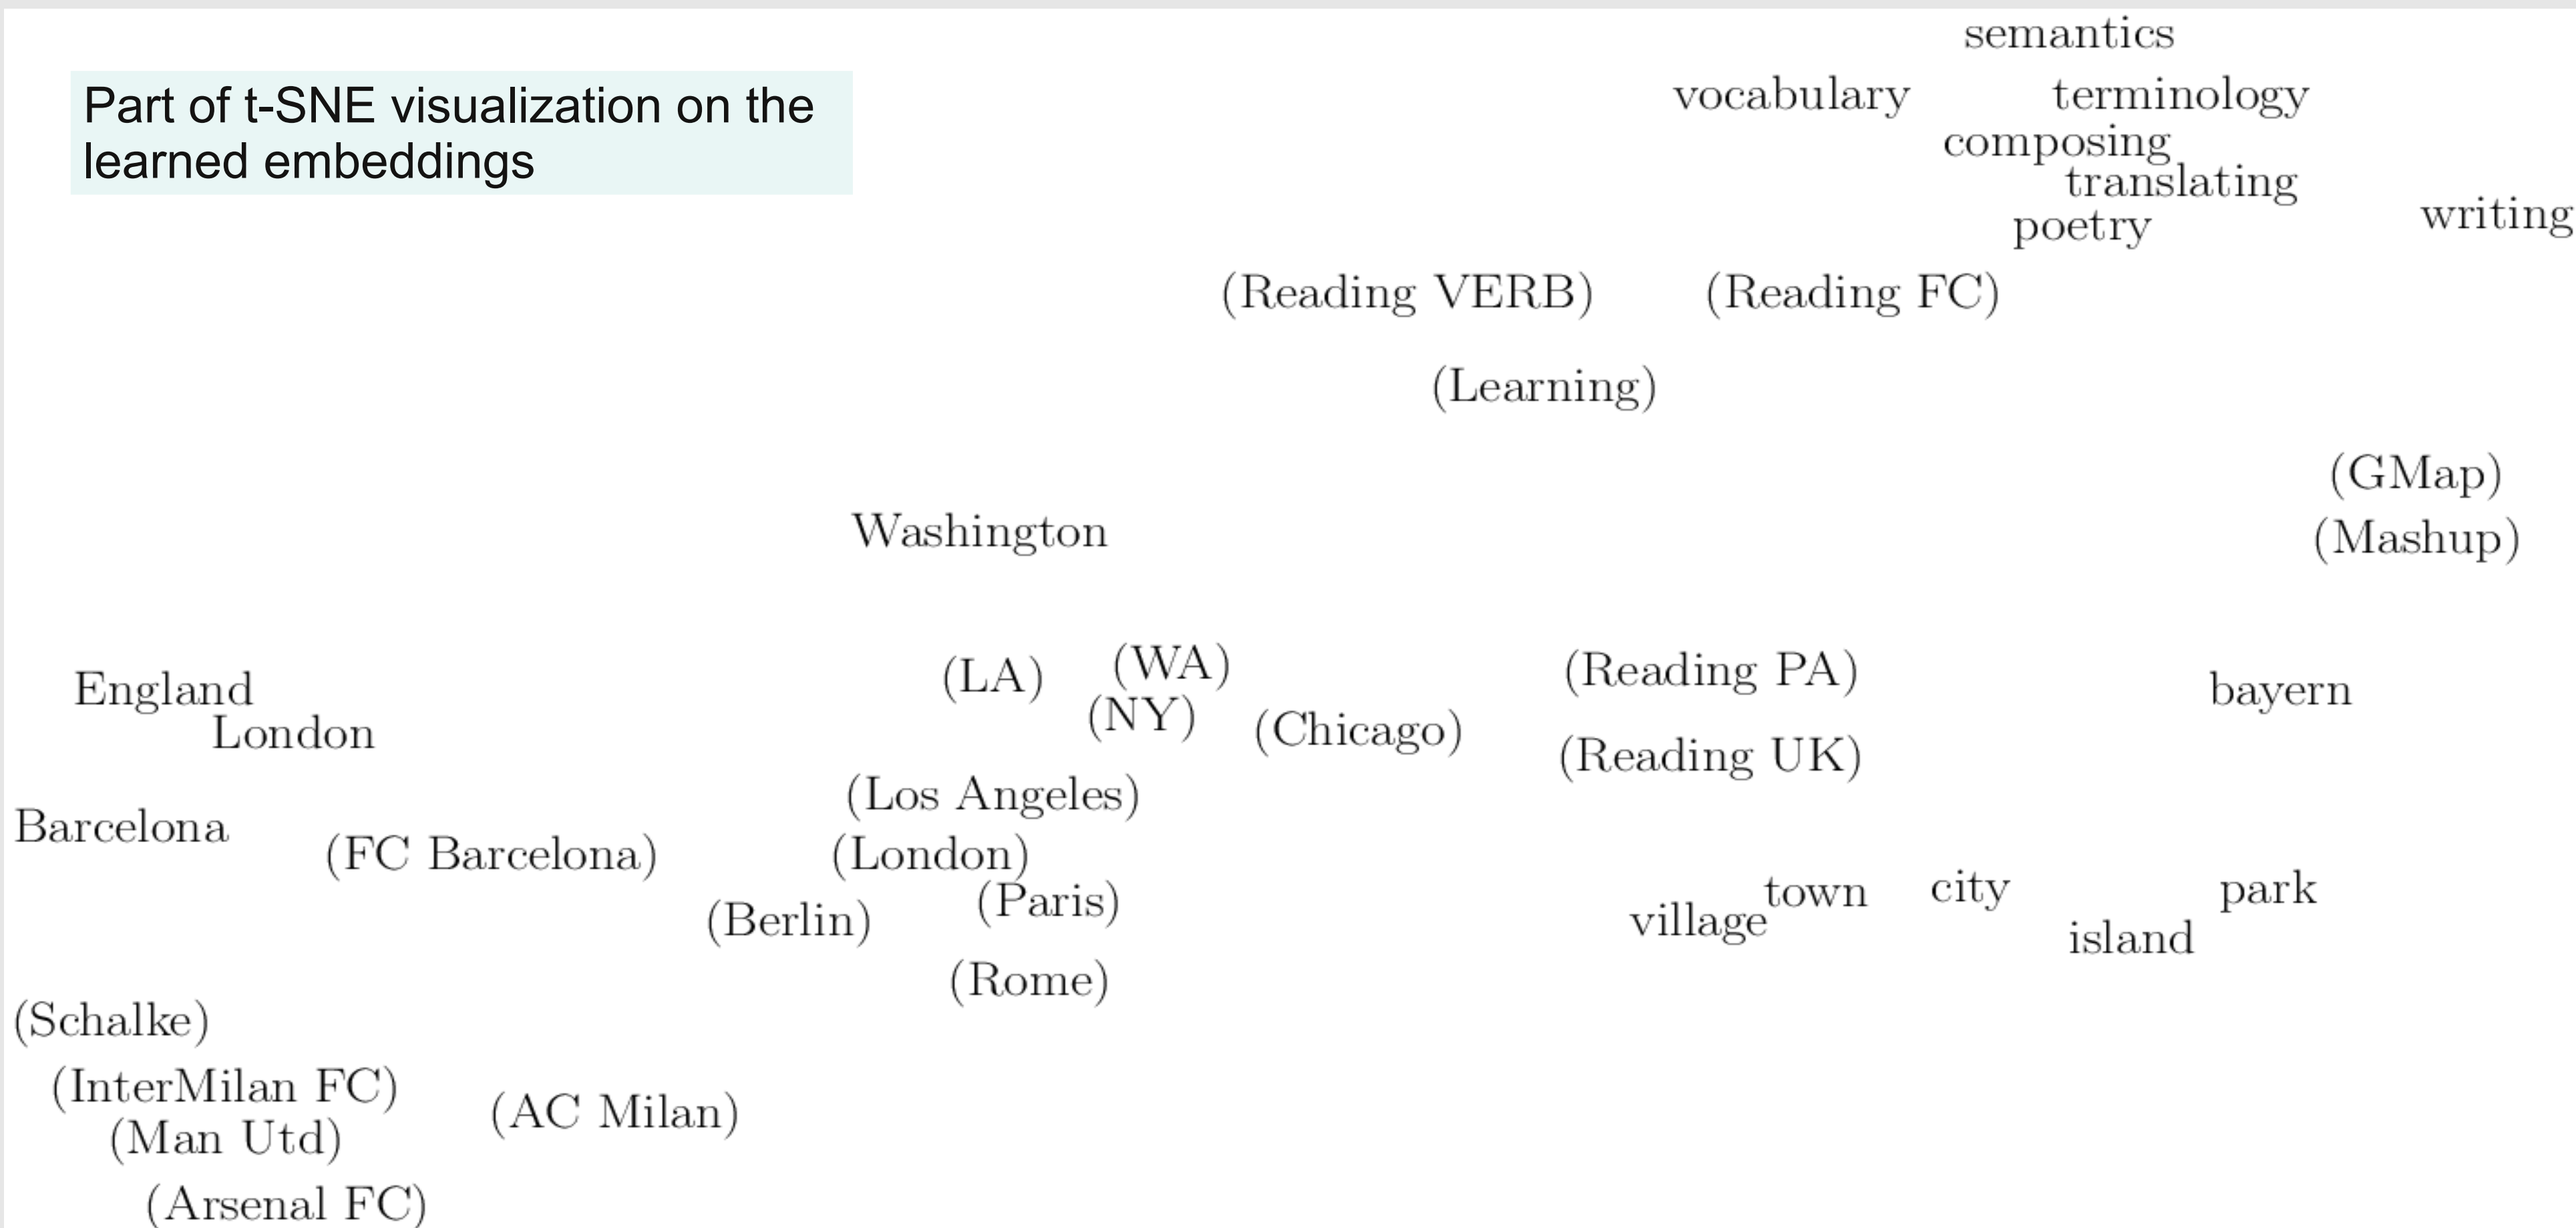 semantics
Part of t-SNE visualization on the
learned embeddings
vocabulary terminology
composing
translating
writing
poetry
(Reading VERB) (Reading FC)
(Learning)
(GMap)
Washington
(Mashup)
(LA) (WA)
(Reading PA)
England
bayern
(NY)
London
(Chicago)
(Reading UK)
(Los Angeles)
Barcelona
(FC Barcelona)
(London)
town city park
(Paris)
(Berlin)
village
island
(Rome)
(Schalke)
(InterMilan FC)
(AC Milan)
(Man Utd)
(Arsenal FC)